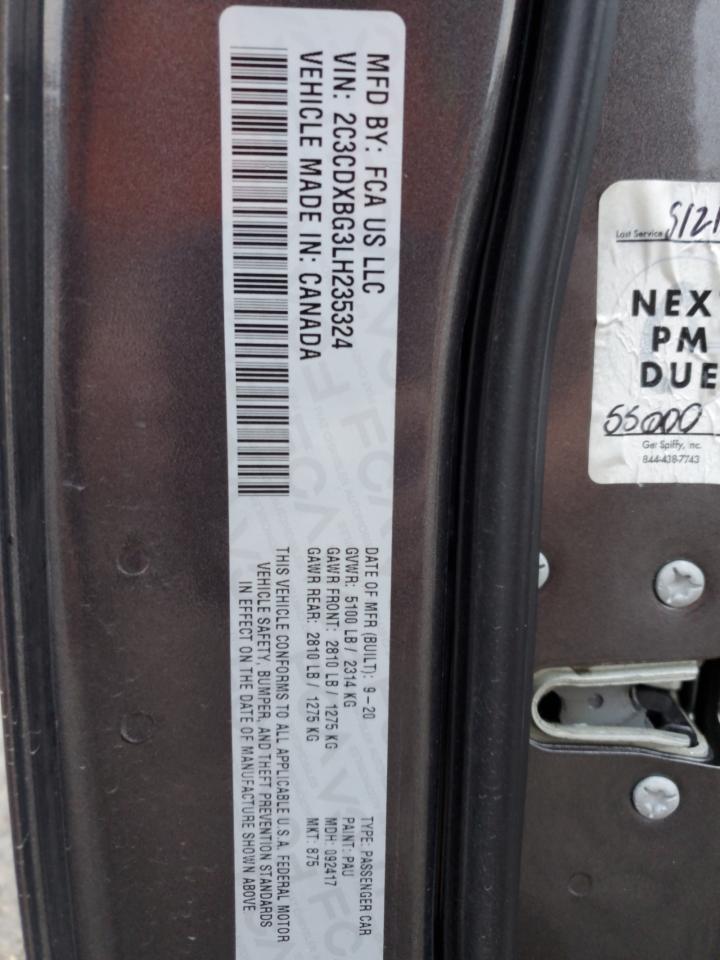 MFD BY: FCA US LLC
VIN: 2C3CDXBG3LH235324
VEHICLE MADE IN: CANADA
DATE OF MFR (BUILT): 9-20
GVWR: 5100 LB / 2314 KG
GAWR FRONT: 2810 LB / 1275 KG
GAWR REAR: 2810 LB / 1275 KG
TYPE: PASSENGER CAR
PAINT: PAU
MDH: 092417
MKT: 875
THIS VEHICLE CONFORMS TO ALL APPLICABLE U.S.A. FEDERAL MOTOR
VEHICLE SAFETY, BUMPER, AND THEFT PREVENTION STANDARDS
IN EFFECT ON THE DATE OF MANUFACTURE SHOWN ABOVE
Last Service
NEX
PM
DUE
55000
Get Spiffy, Inc.
844-438-7743